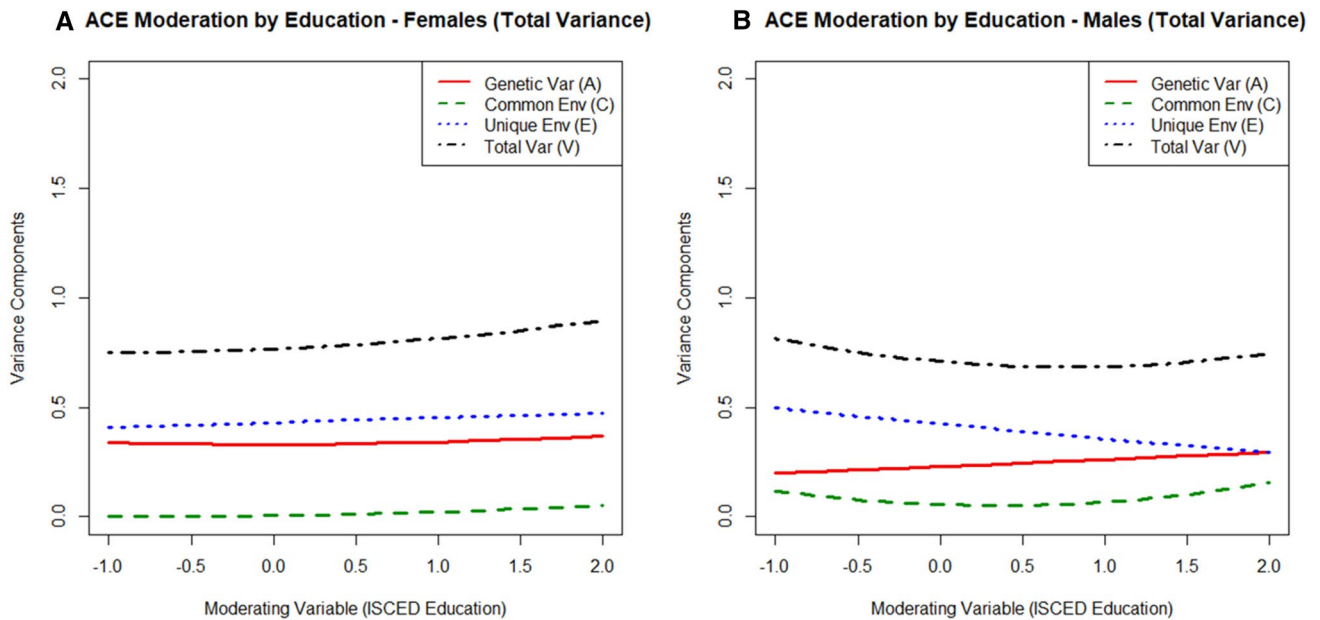 A ACE Moderation by Education - Females (Total Variance)
Genetic Var (A)
Common Env (C)
Unique Env (E)
Total Var (V)
Variance Components
2.0
1.5
1.0
0.5
0.0
-1.0 -0.5 0.0 0.5 1.0 1.5 2.0
Moderating Variable (ISCED Education)
B ACE Moderation by Education - Males (Total Variance)
Genetic Var (A)
Common Env (C)
Unique Env (E)
Total Var (V)
Variance Components
2.0
1.5
1.0
0.5
0.0
-1.0 -0.5 0.0 0.5 1.0 1.5 2.0
Moderating Variable (ISCED Education)